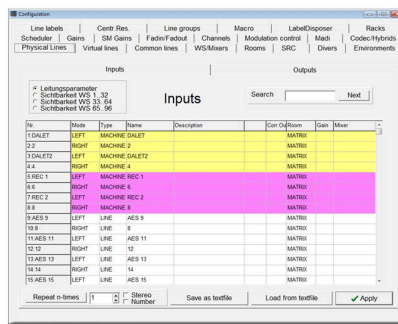 Configuration
Line labels Centr.Res. Line groups Macro LabelDisposer Racks
Scheduler Gains SM Gains Fadin/Fadout Channels Modulation control Madi Codec/Hybrids
Physical Lines Virtual lines Common lines WS/Mixers Rooms SRC Divers Environments
Inputs Outputs
Leitungsparameter
Sichtbarkeit WS 1..32
Sichtbarkeit WS 33..64
Sichtbarkeit WS 65..96
Inputs
Search Next
Nr. Mode Type Name Description Corr Ou Room Gain Mixer
1:DALET LEFT MACHINE DALET MATRIX
2:2 RIGHT MACHINE 2 MATRIX
3:DALET2 LEFT MACHINE DALET2 MATRIX
4:4 RIGHT MACHINE 4 MATRIX
5:REC 1 LEFT MACHINE REC 1 MATRIX
6:6 RIGHT MACHINE 6 MATRIX
7:REC 2 LEFT MACHINE REC 2 MATRIX
8:8 RIGHT MACHINE 8 MATRIX
9:AES 9 LEFT LINE AES 9 MATRIX
10:8 RIGHT LINE 8 MATRIX
11:AES 11 LEFT LINE AES 11 MATRIX
12:12 RIGHT LINE 12 MATRIX
13:AES 13 LEFT LINE AES 13 MATRIX
14:14 RIGHT LINE 14 MATRIX
15:AES 15 LEFT LINE AES 15 MATRIX
Repeat n-times 1 Stereo Save as textfile Load from textfile Apply
Number